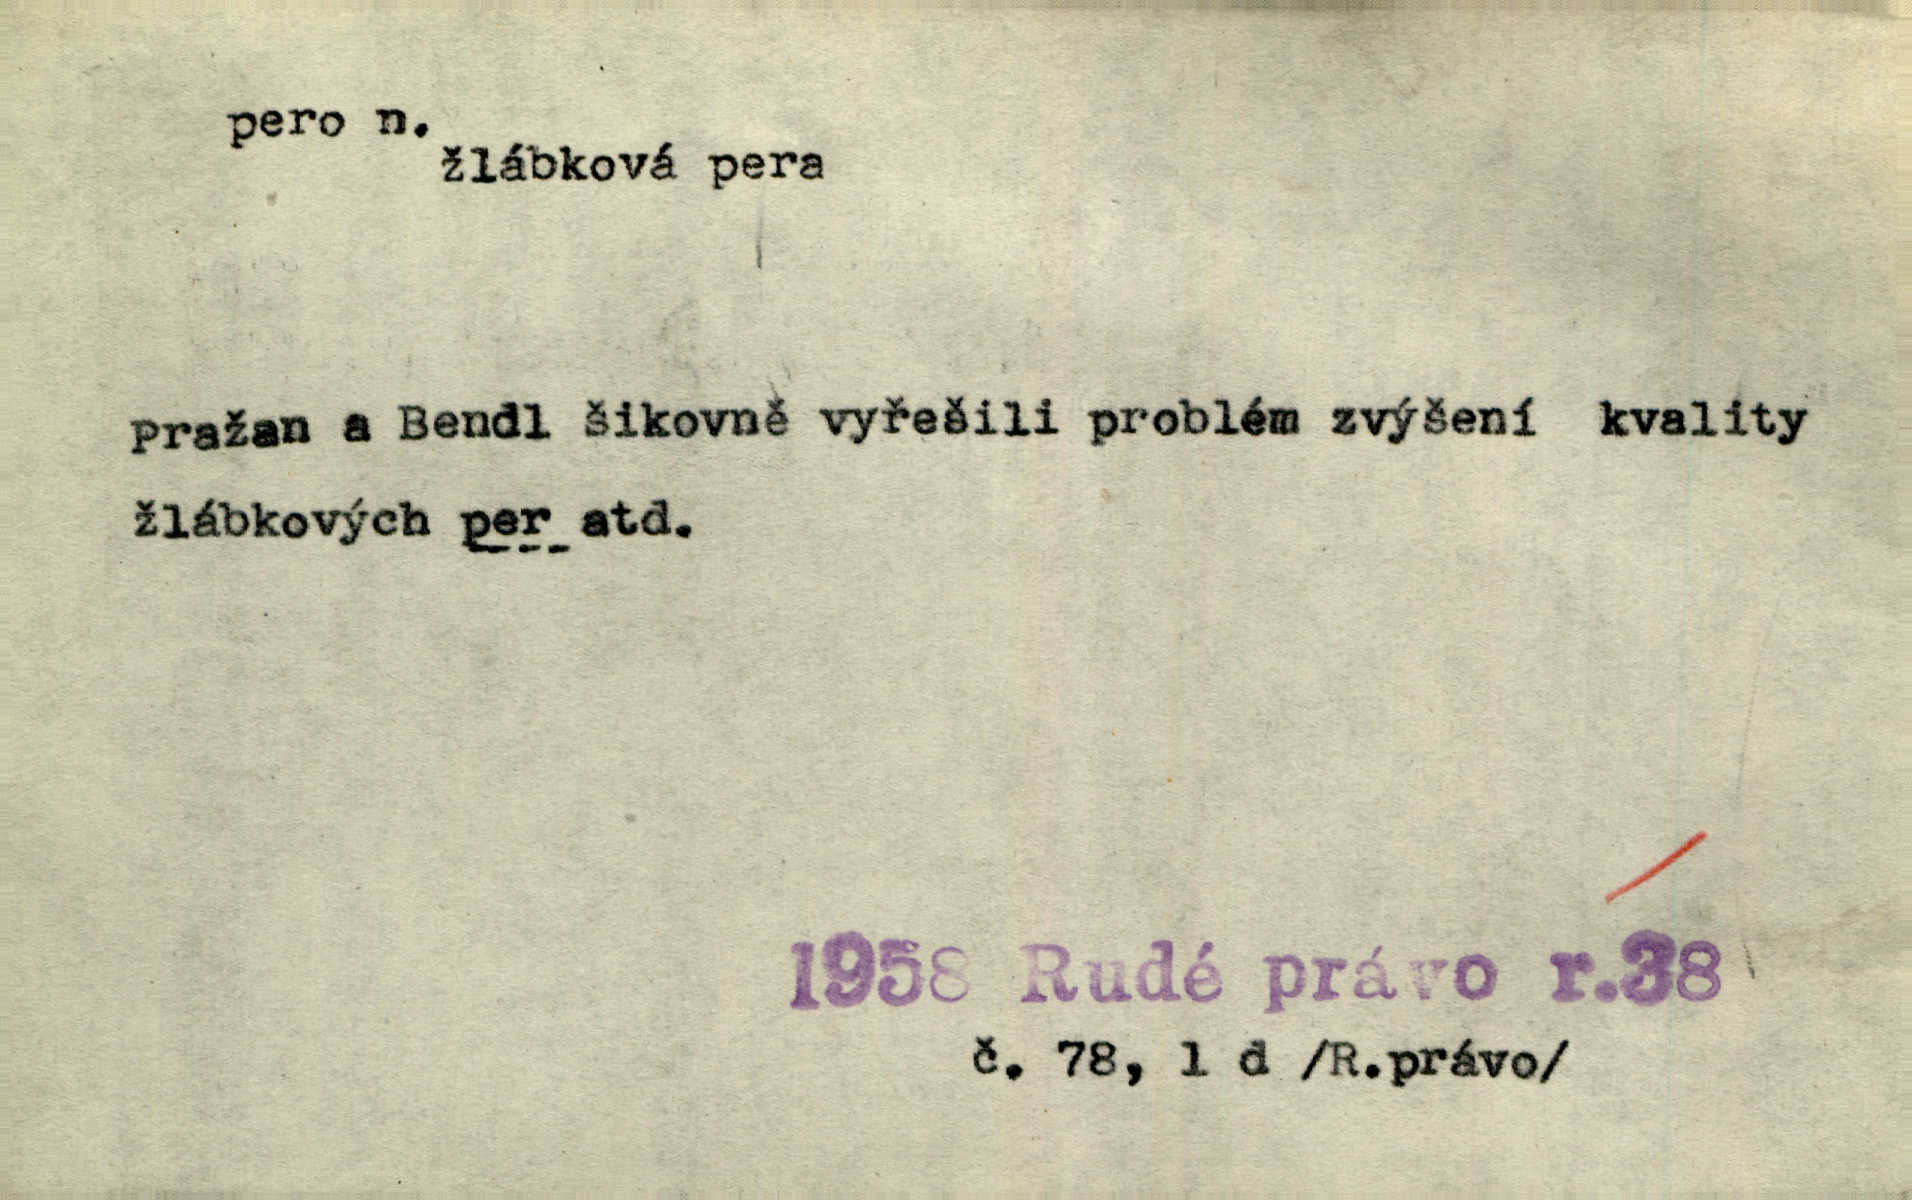 pero n.
žlábková pera
pražan a Bendl šikovně vyřešili problém zvýšení kvality
žlábkových per atd.
1958 Rudé právo r.38
č. 78, 1 d /R.právo/